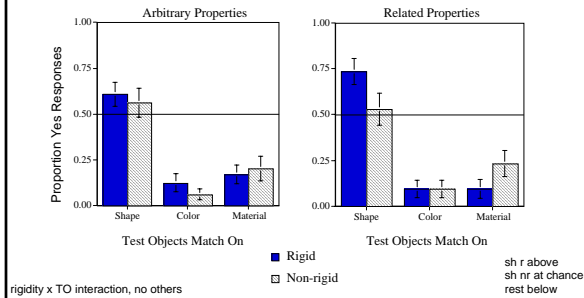 Arbitrary Properties
Proportion Yes Responses
1.00
0.75
0.50
0.25
0.00
Shape Color Material
Test Objects Match On
Related Properties
1.00
0.75
0.50
0.25
0.00
Shape Color Material
Test Objects Match On
Rigid
Non-rigid
rigidity x TO interaction, no others
sh r above
sh nr at chance
rest below